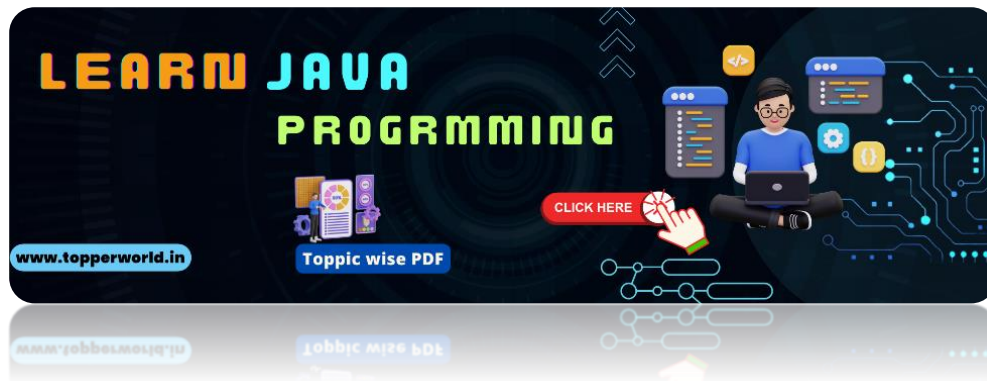 LEARN JAVA
PROGRMMING
CLICK HERE
www.topperworld.in
Toppic wise PDF